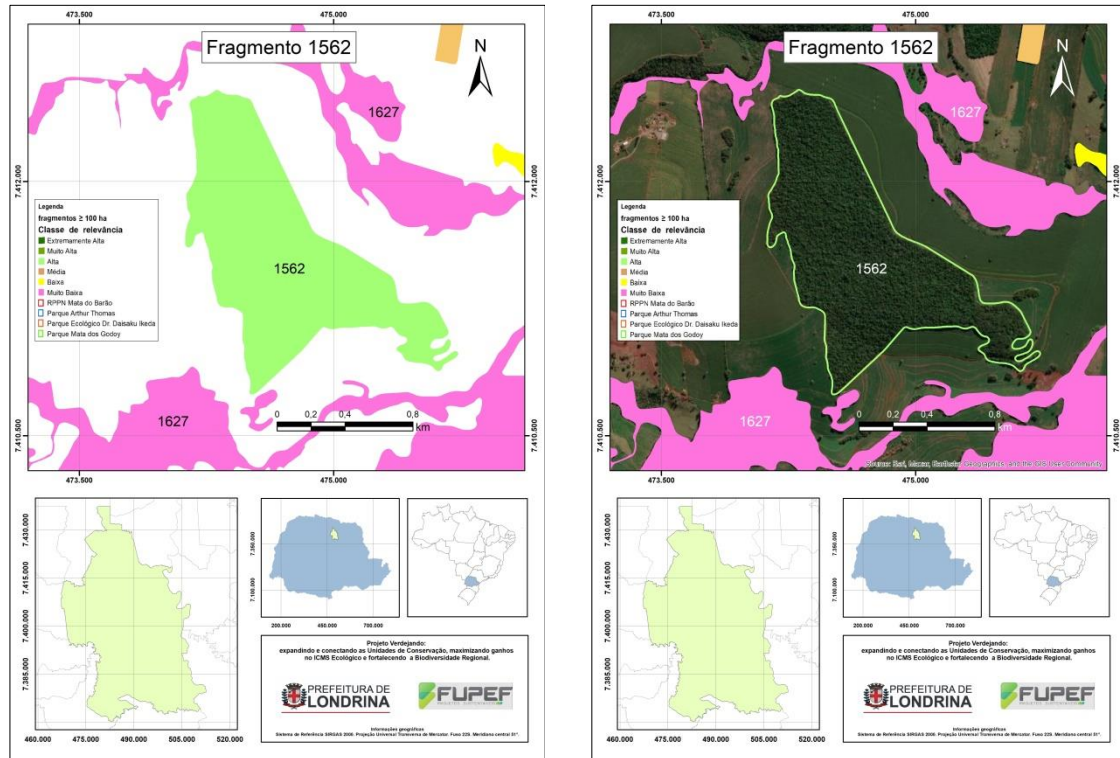 473.500 475.000
Fragmento 1562
N
1627
7.412.000 7.412.000
Legenda
fragmentos ≥ 100 ha
Classe de relevância
Extremamente Alta
Muito Alta
Alta
Média
Baixa
Muito Baixa
RPPN Mata do Barão
Parque Arthur Thomas
Parque Ecológico Dr. Daisaku Ikeda
Parque Mata dos Godoy
1562
0 0,2 0,4 0,8
km
1627
7.410.500 7.410.500
473.500 475.000
7.430.000
7.415.000
7.400.000
7.385.000
460.000 475.000 490.000 505.000 520.000
7.350.000
7.100.000
200.000 450.000 700.000
Projeto Verdejando:
expandindo e conectando as Unidades de Conservação, maximizando ganhos
no ICMS Ecológico e fortalecendo a Biodiversidade Regional.
PREFEITURA DE
LONDRINA
FUPEF
Informações geográficas
Sistema de Referência SIRGAS 2000. Projeção Universal Transversa de Mercator. Fuso 22S. Meridiano central 51°.
473.500 475.000
Fragmento 1562
N
1627
7.412.000 7.412.000
Legenda
fragmentos ≥ 100 ha
Classe de relevância
Extremamente Alta
Muito Alta
Alta
Média
Baixa
Muito Baixa
RPPN Mata do Barão
Parque Arthur Thomas
Parque Ecológico Dr. Daisaku Ikeda
Parque Mata dos Godoy
1562
0 0,2 0,4 0,8
km
1627
7.410.500 7.410.500
Source: Esri, Maxar, Earthstar Geographics, and the GIS User Community
473.500 475.000
7.430.000
7.415.000
7.400.000
7.385.000
460.000 475.000 490.000 505.000 520.000
7.350.000
7.100.000
200.000 450.000 700.000
Projeto Verdejando:
expandindo e conectando as Unidades de Conservação, maximizando ganhos
no ICMS Ecológico e fortalecendo a Biodiversidade Regional.
PREFEITURA DE
LONDRINA
FUPEF
Informações geográficas
Sistema de Referência SIRGAS 2000. Projeção Universal Transversa de Mercator. Fuso 22S. Meridiano central 51°.